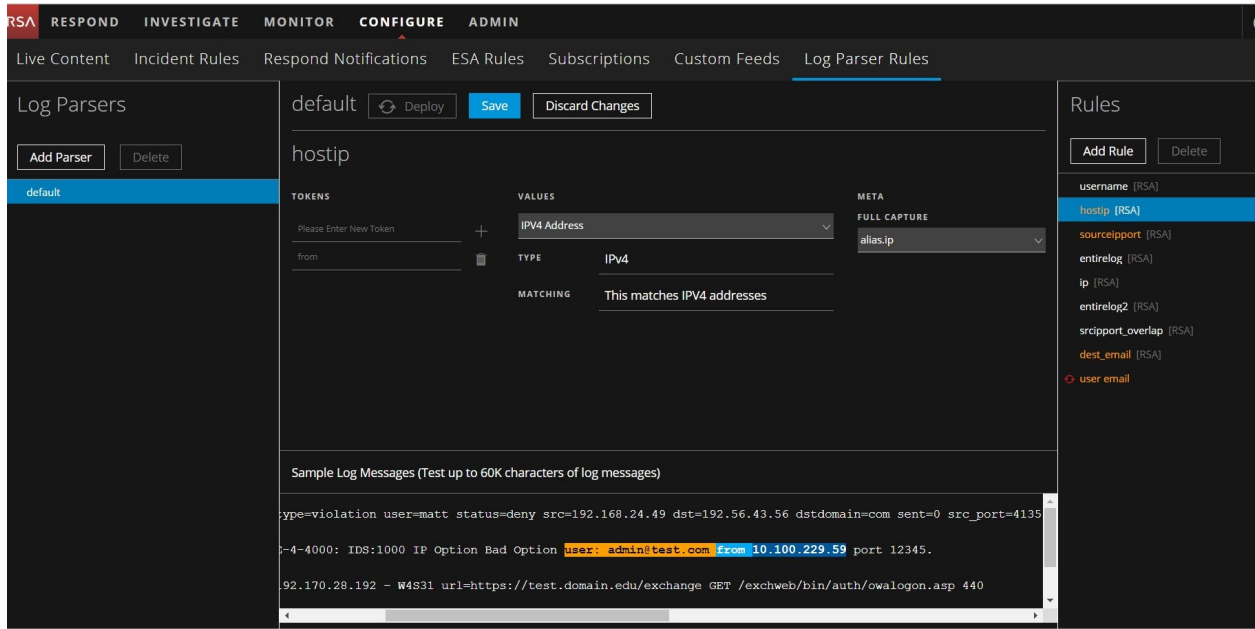 RSA RESPOND INVESTIGATE MONITOR CONFIGURE ADMIN
Live Content Incident Rules Respond Notifications ESA Rules Subscriptions Custom Feeds Log Parser Rules
Log Parsers
Add Parser Delete
default
default Deploy Save Discard Changes
hostip
TOKENS
Please Enter New Token
from
VALUES
IPV4 Address
TYPE IPv4
MATCHING This matches IPV4 addresses
META
FULL CAPTURE
alias.ip
Sample Log Messages (Test up to 60K characters of log messages)
type=violation user=matt status=deny src=192.168.24.49 dst=192.56.43.56 dstdomain=com sent=0 src_port=4135
-4-4000: IDS:1000 IP Option Bad Option user: admin@test.com from 10.100.229.59 port 12345.
92.170.28.192 - W4S31 url=https://test.domain.edu/exchange GET /exchweb/bin/auth/owalogon.asp 440
Rules
Add Rule Delete
username [RSA]
hostip [RSA]
sourceipport [RSA]
entirelog [RSA]
ip [RSA]
entirelog2 [RSA]
srcipport_overlap [RSA]
dest_email [RSA]
user email